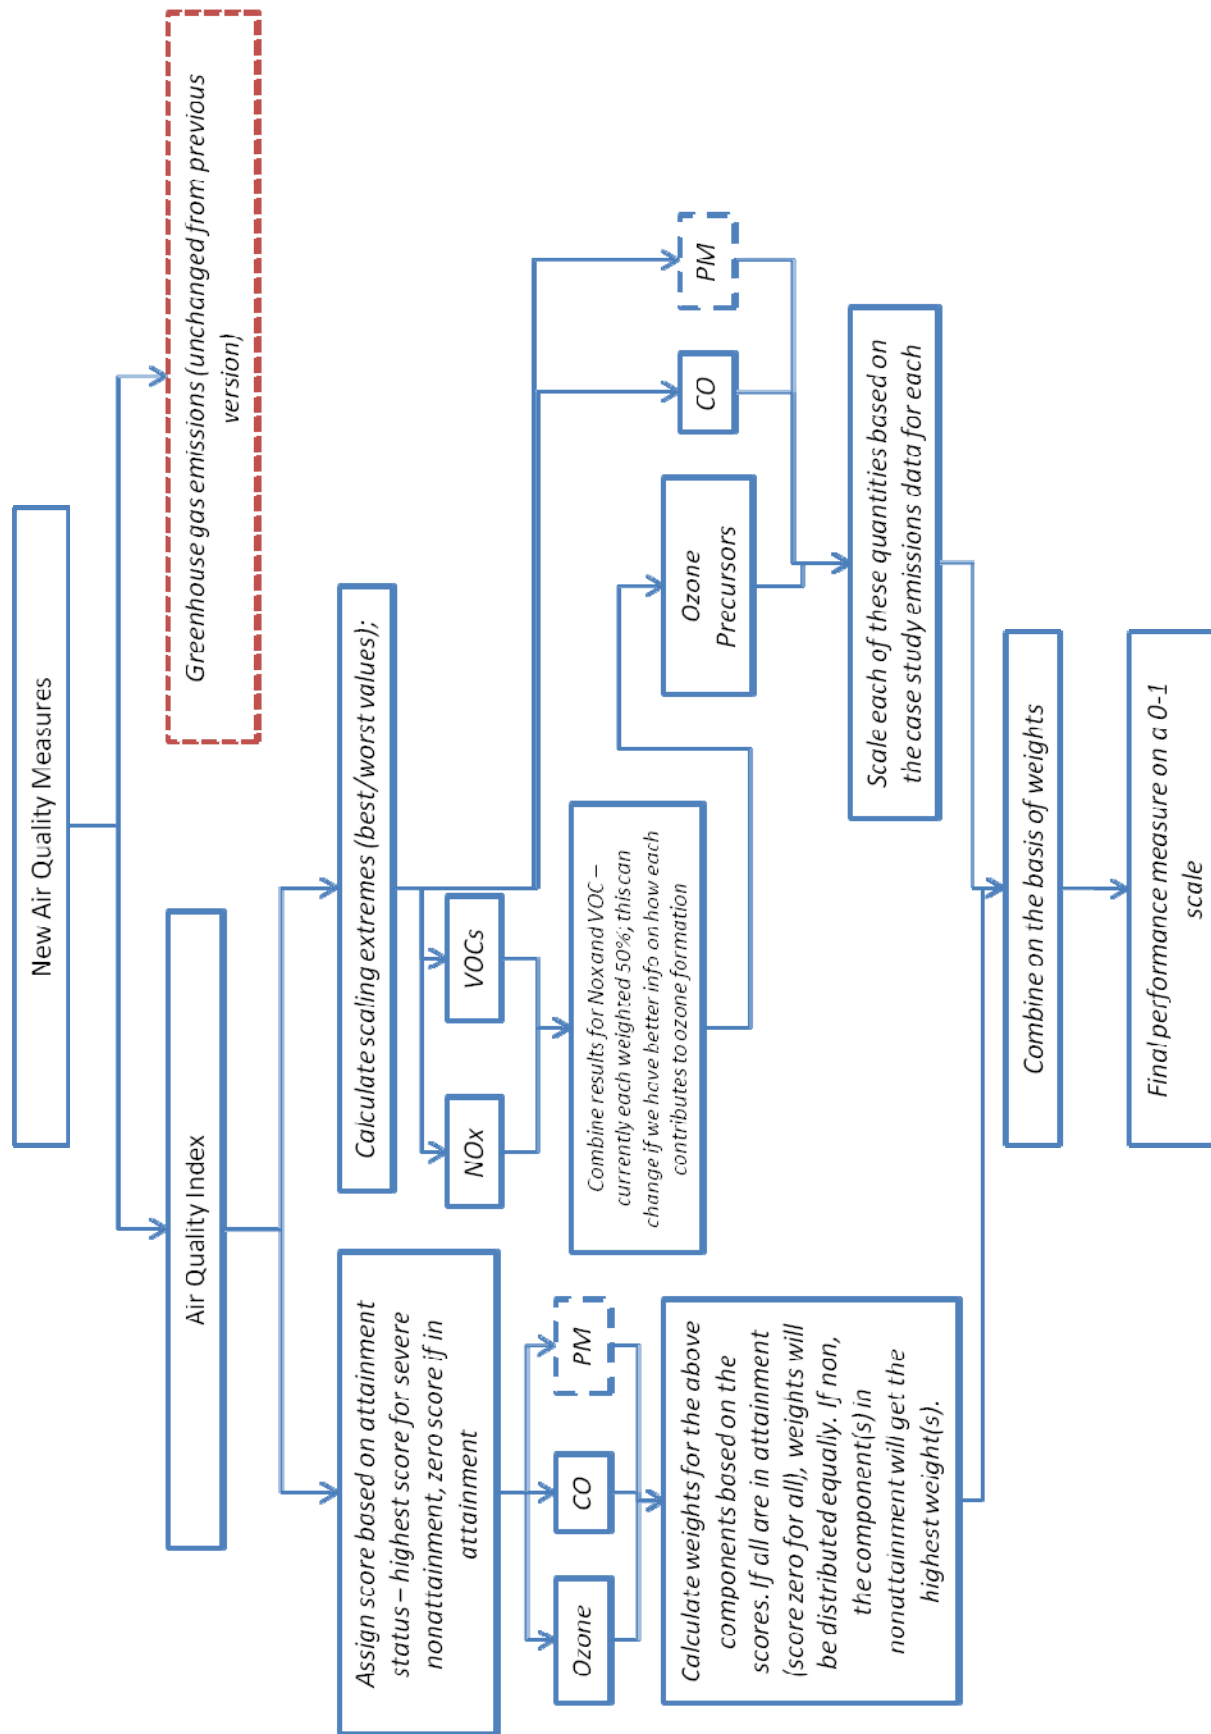 New Air Quality Measures
Air Quality Index
Greenhouse gas emissions (unchanged from previous
version)
Assign score based on attainment
status – highest score for severe
nonattainment, zero score if in
attainment
Calculate scaling extremes (best/worst values);
Ozone
CO
PM
NOx
VOCs
Calculate weights for the above
components based on the
scores. If all are in attainment
(score zero for all), weights will
be distributed equally. If non,
the component(s) in
nonattainment will get the
highest weight(s).
Combine results for Nox and VOC –
currently each weighted 50%; this can
change if we have better info on how each
contributes to ozone formation
Ozone
Precursors
CO
PM
Scale each of these quantities based on
the case study emissions data for each
Combine on the basis of weights
Final performance measure on a 0-1
scale